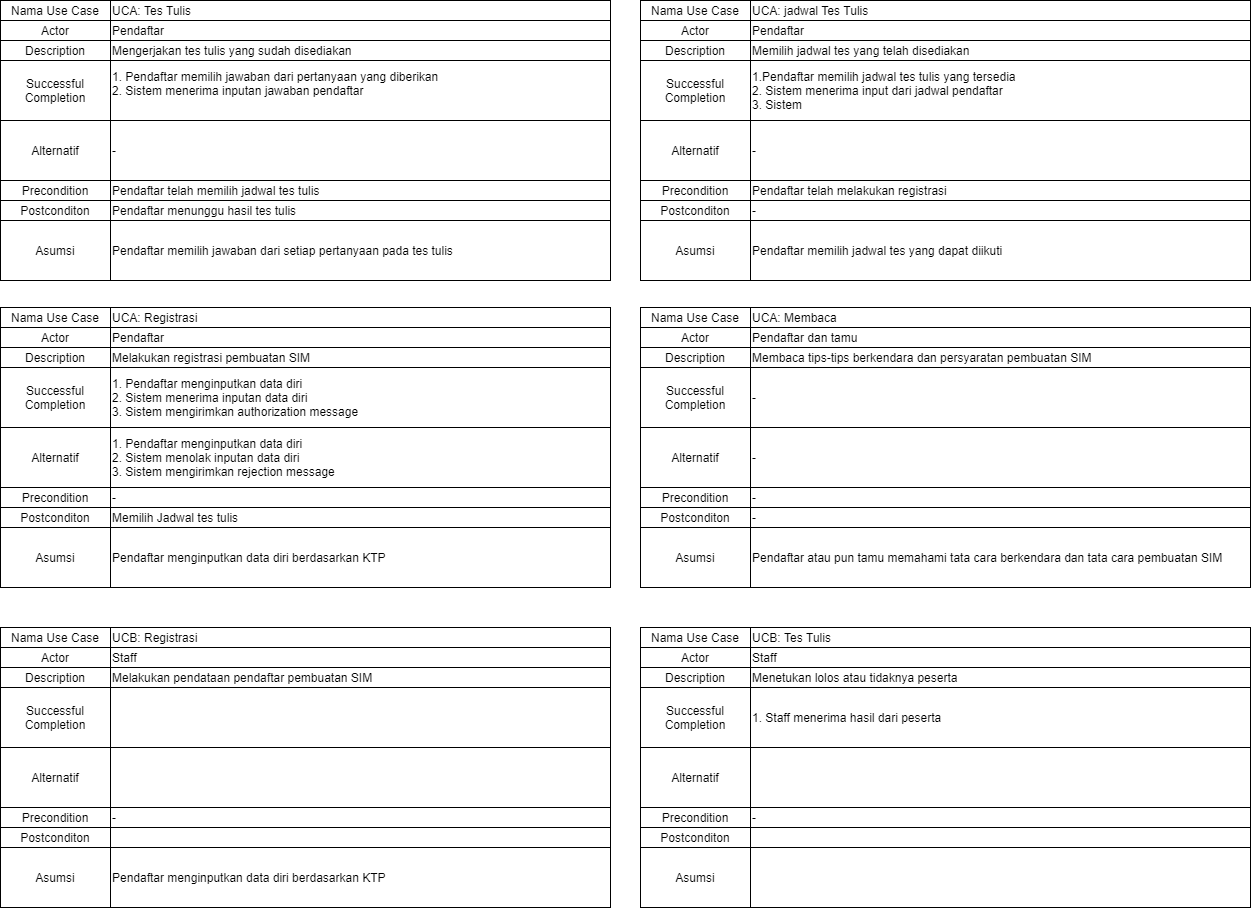 Nama Use Case UCA: Tes Tulis
Actor Pendaftar
Description Mengerjakan tes tulis yang sudah disediakan
Successful Completion
1. Pendaftar memilih jawaban dari pertanyaan yang diberikan
2. Sistem menerima inputan jawaban pendaftar
Alternatif -
Precondition Pendaftar telah memilih jadwal tes tulis
Postconditon Pendaftar menunggu hasil tes tulis
Asumsi Pendaftar memilih jawaban dari setiap pertanyaan pada tes tulis
Nama Use Case UCA: jadwal Tes Tulis
Actor Pendaftar
Description Memilih jadwal tes yang telah disediakan
Successful Completion
1.Pendaftar memilih jadwal tes tulis yang tersedia
2. Sistem menerima input dari jadwal pendaftar
3. Sistem
Alternatif -
Precondition Pendaftar telah melakukan registrasi
Postconditon -
Asumsi Pendaftar memilih jadwal tes yang dapat diikuti
Nama Use Case UCA: Registrasi
Actor Pendaftar
Description Melakukan registrasi pembuatan SIM
Successful Completion
1. Pendaftar menginputkan data diri
2. Sistem menerima inputan data diri
3. Sistem mengirimkan authorization message
Alternatif
1. Pendaftar menginputkan data diri
2. Sistem menolak inputan data diri
3. Sistem mengirimkan rejection message
Precondition -
Postconditon Memilih Jadwal tes tulis
Asumsi Pendaftar menginputkan data diri berdasarkan KTP
Nama Use Case UCA: Membaca
Actor Pendaftar dan tamu
Description Membaca tips-tips berkendara dan persyaratan pembuatan SIM
Successful Completion -
Alternatif -
Precondition -
Postconditon -
Asumsi Pendaftar atau pun tamu memahami tata cara berkendara dan tata cara pembuatan SIM
Nama Use Case UCB: Registrasi
Actor Staff
Description Melakukan pendataan pendaftar pembuatan SIM
Successful Completion
Alternatif
Precondition -
Postconditon
Asumsi Pendaftar menginputkan data diri berdasarkan KTP
Nama Use Case UCB: Tes Tulis
Actor Staff
Description Menetukan lolos atau tidaknya peserta
Successful Completion
1. Staff menerima hasil dari peserta
Alternatif
Precondition -
Postconditon
Asumsi